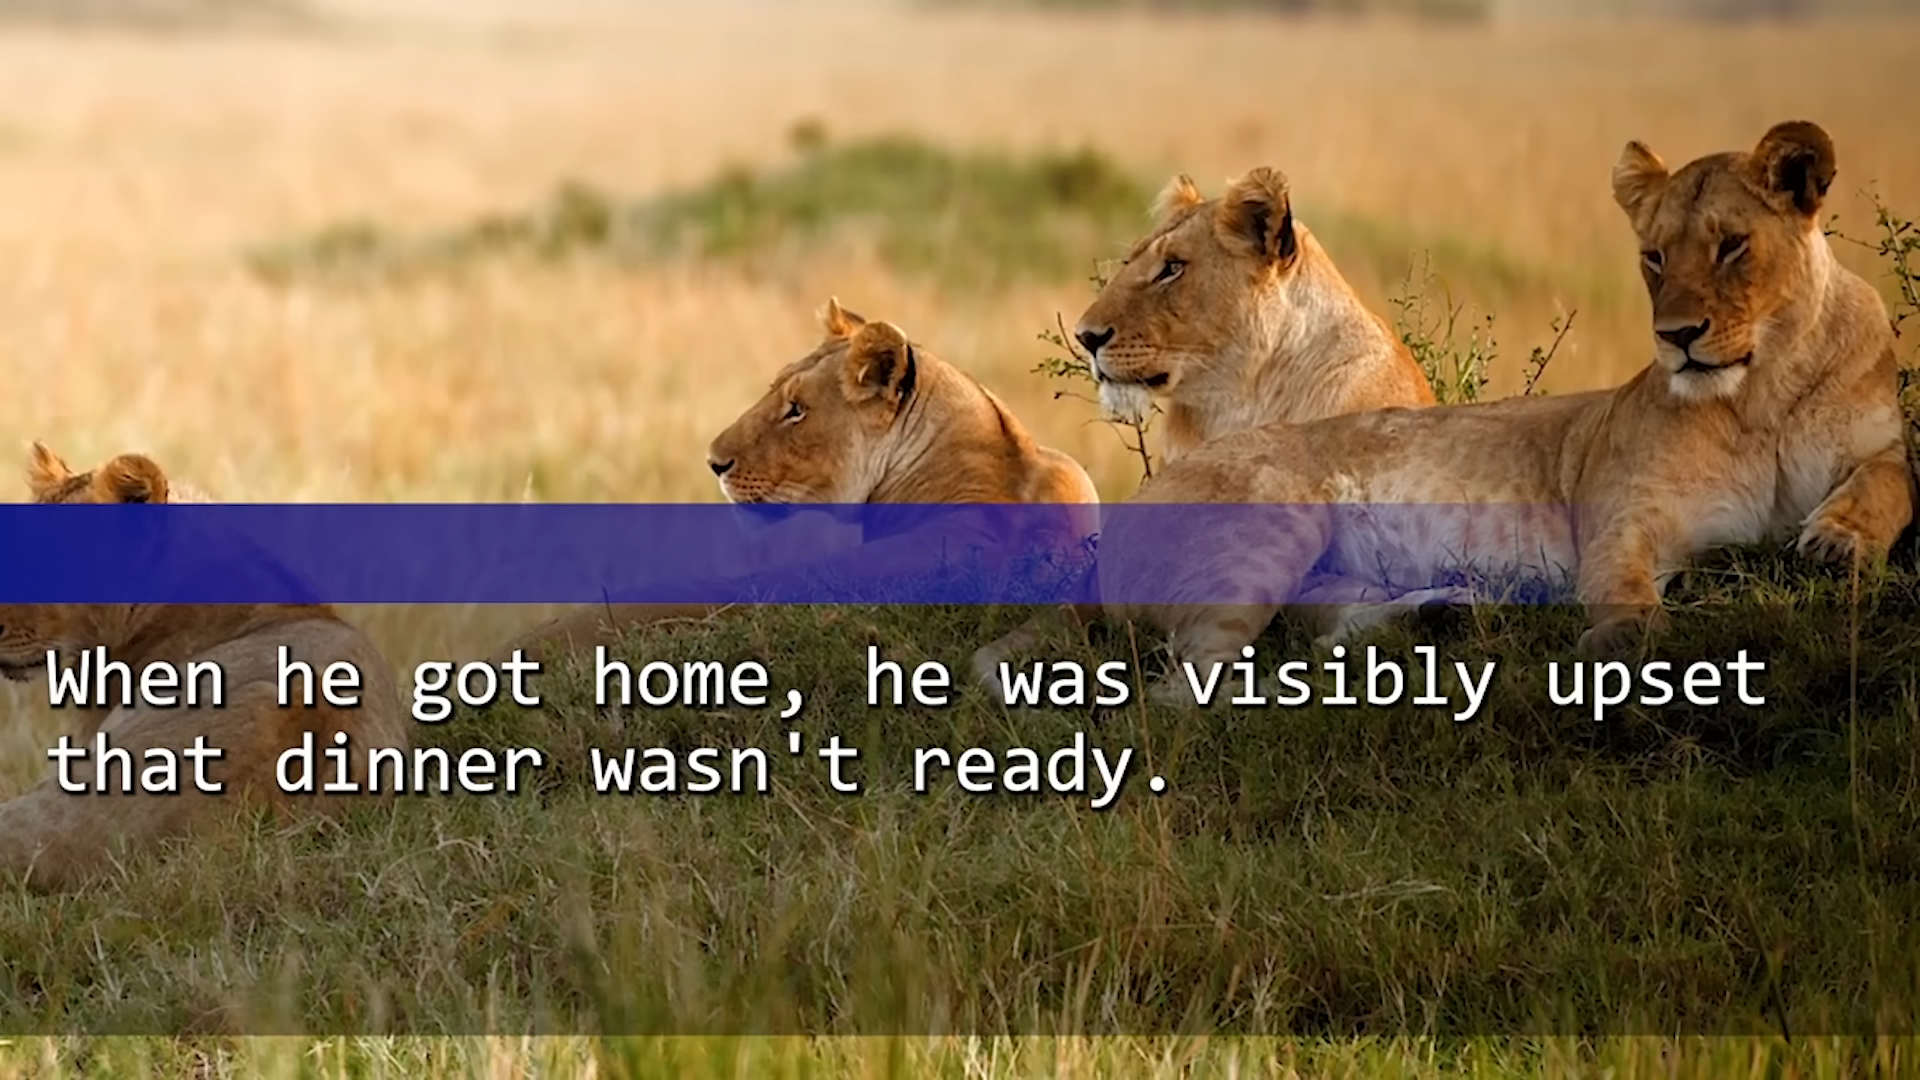 When he got home, he was visibly upset
that dinner wasn't ready.